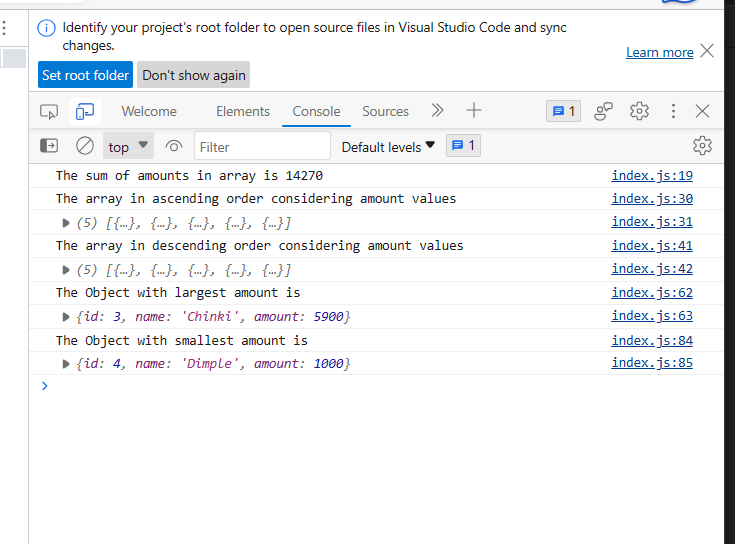 Identify your project's root folder to open source files in Visual Studio Code and sync
changes.
Learn more
Set root folder Don't show again
Welcome Elements Console Sources 1
top Filter Default levels 1
The sum of amounts in array is 14270 index.js:19
The array in ascending order considering amount values index.js:30
(5) [{…}, {…}, {…}, {…}, {…}] index.js:31
The array in descending order considering amount values index.js:41
(5) [{…}, {…}, {…}, {…}, {…}] index.js:42
The Object with largest amount is index.js:62
{id: 3, name: 'Chinki', amount: 5900} index.js:63
The Object with smallest amount is index.js:84
{id: 4, name: 'Dimple', amount: 1000} index.js:85